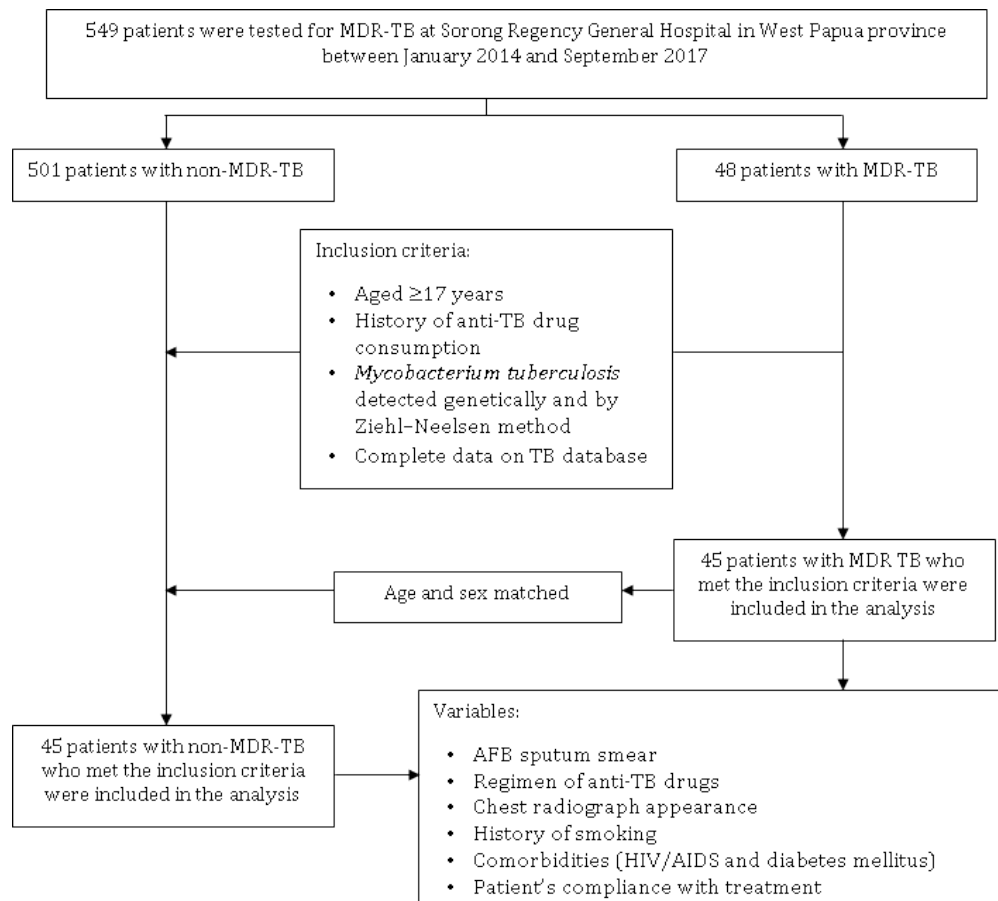 549 patients were tested for MDR-TB at Sorong Regency General Hospital in West Papua province
between January 2014 and September 2017
501 patients with non-MDR-TB
48 patients with MDR-TB
Inclusion criteria:
• Aged ≥17 years
• History of anti-TB drug
consumption
• Mycobacterium tuberculosis
detected genetically and by
Ziehl–Neelsen method
• Complete data on TB database
45 patients with MDR TB who
met the inclusion criteria were
included in the analysis
Age and sex matched
45 patients with non-MDR-TB
who met the inclusion criteria
were included in the analysis
Variables:
• AFB sputum smear
• Regimen of anti-TB drugs
• Chest radiograph appearance
• History of smoking
• Comorbidities (HIV/AIDS and diabetes mellitus)
• Patient's compliance with treatment